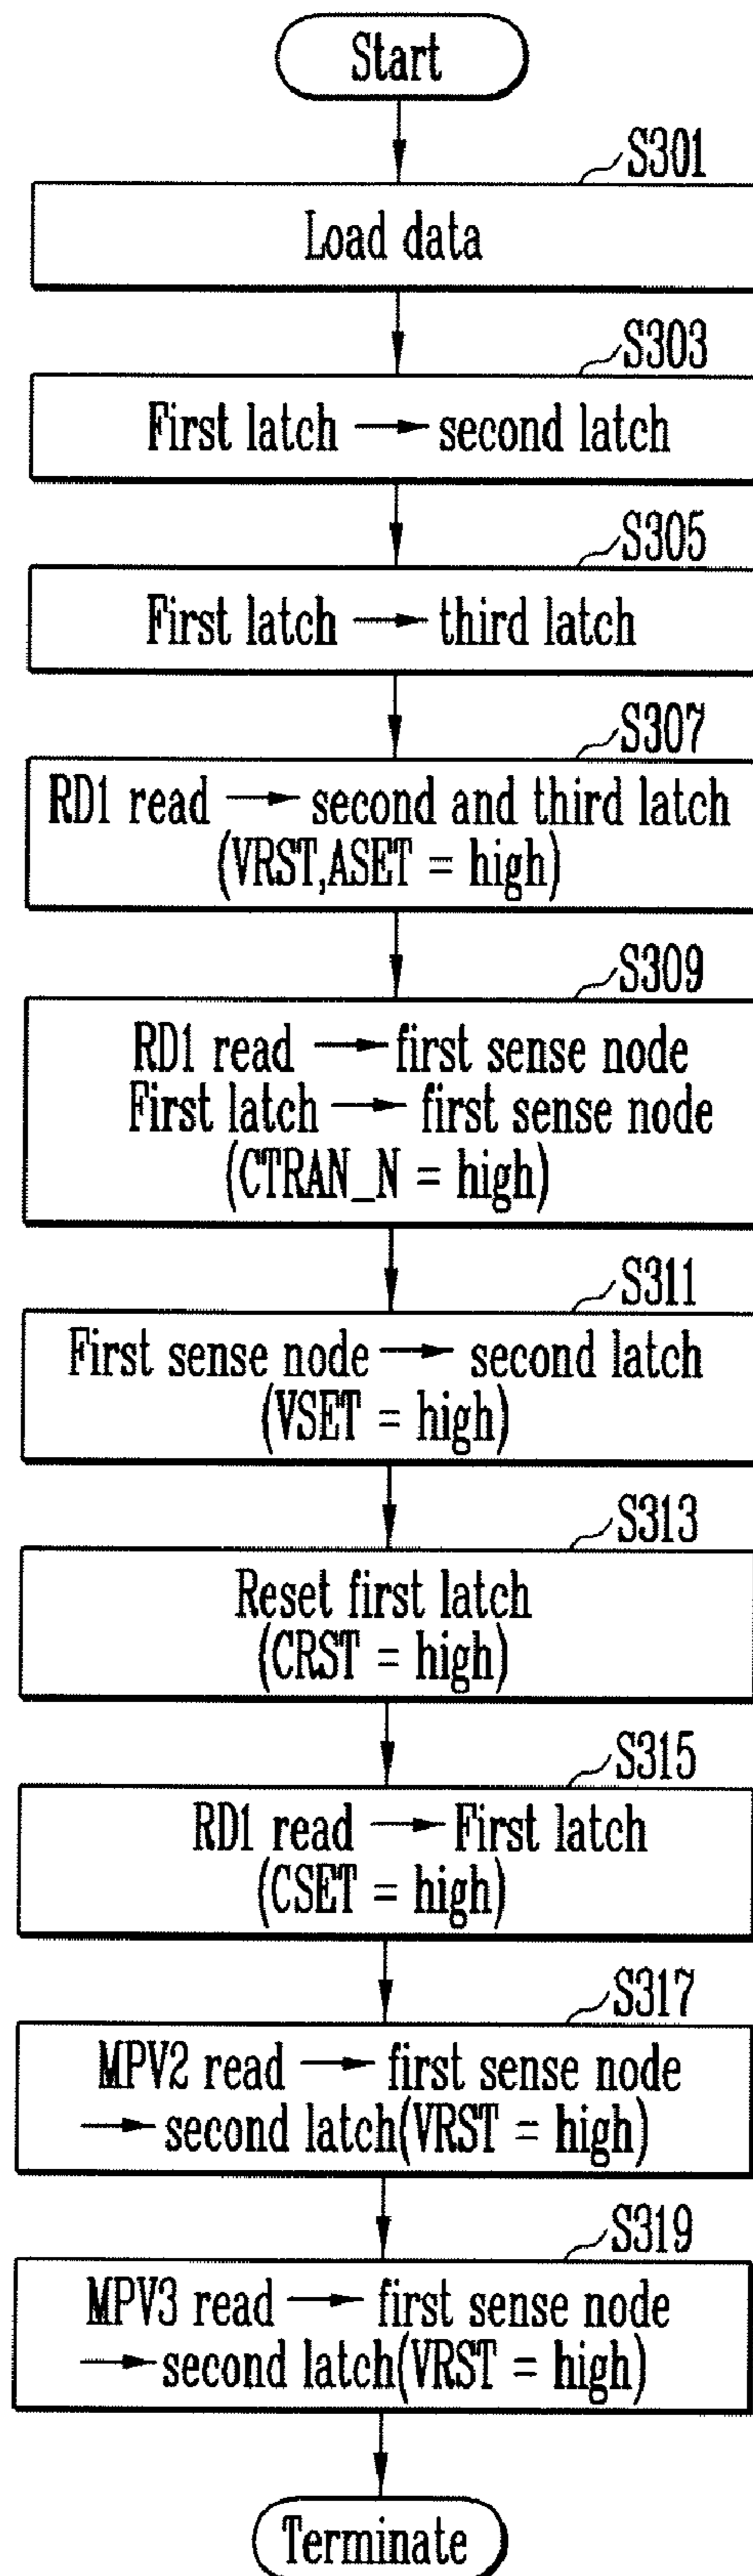 Start
S301
Load data
S303
First latch → second latch
S305
First latch → third latch
S307
RD1 read → second and third latch
(VRST,ASET = high)
S309
RD1 read → first sense node
First latch → first sense node
(CTRAN_N = high)
S311
First sense node → second latch
(VSET = high)
S313
Reset first latch
(CRST = high)
S315
RD1 read → First latch
(CSET = high)
S317
MPV2 read → first sense node
→ second latch(VRST = high)
S319
MPV3 read → first sense node
→ second latch(VRST = high)
Terminate